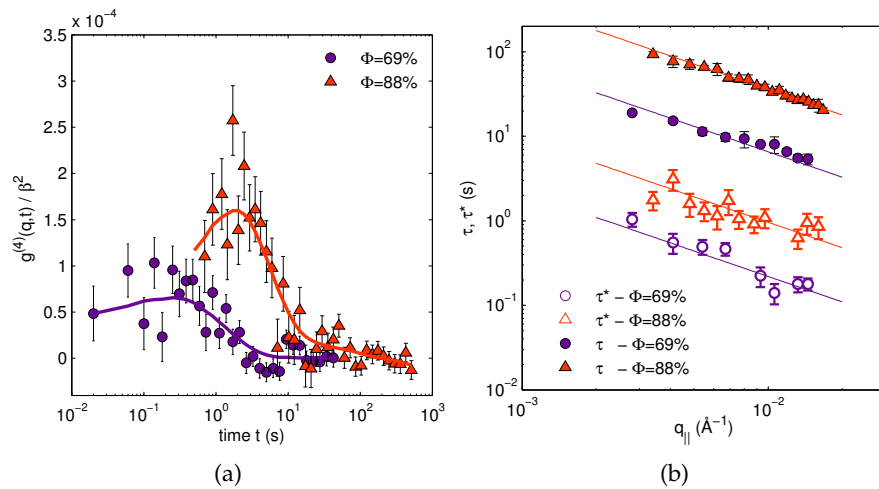 x 10⁻⁴
3.5
3
2.5
2
1.5
1
0.5
0
g⁽⁴⁾(q,t) / β²
Φ=69%
Φ=88%
10⁻² 10⁻¹ 10⁰ 10¹ 10² 10³
time t (s)
(a)
10² 
10¹
10⁰
10⁻¹
10⁻²
τ, τ* (s)
τ* − Φ=69%
τ* − Φ=88%
τ − Φ=69%
τ − Φ=88%
10⁻³ 10⁻²
q|| (Å⁻¹)
(b)